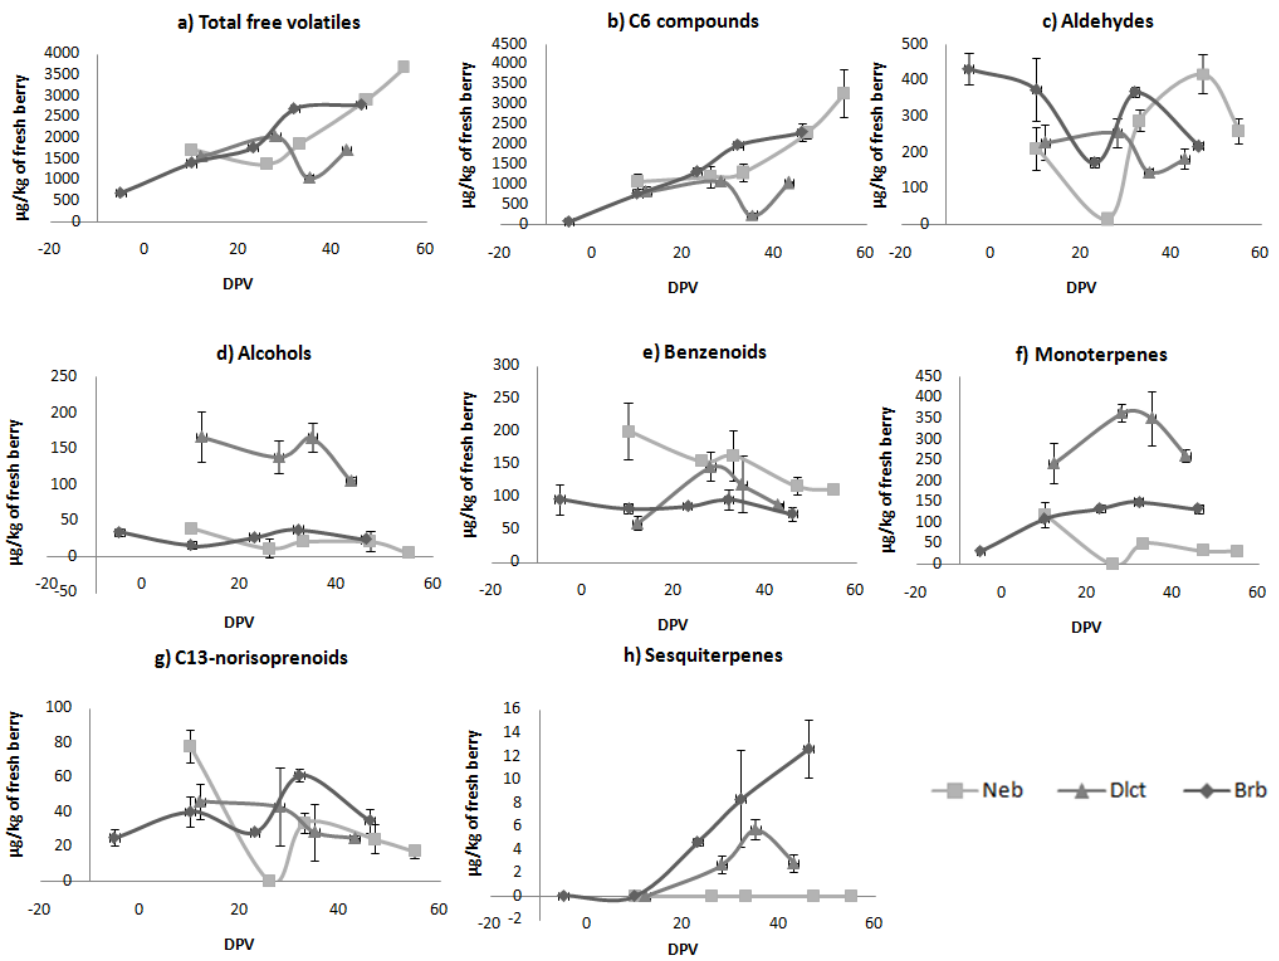 a) Total free volatiles
µg/kg of fresh berry
4000
3500
3000
2500
2000
1500
1000
500
0
-20 0 20 40 60
DPV
b) C6 compounds
µg/kg of fresh berry
4500
4000
3500
3000
2500
2000
1500
1000
500
0
-20 0 20 40 60
DPV
c) Aldehydes
µg/kg of fresh berry
500
400
300
200
100
0
-20 0 20 40 60
DPV
d) Alcohols
µg/kg of fresh berry
250
200
150
100
50
0
-50
-20 0 20 40 60
DPV
e) Benzenoids
µg/kg of fresh berry
300
250
200
150
100
50
0
-20 0 20 40 60
DPV
f) Monoterpenes
µg/kg of fresh berry
450
400
350
300
250
200
150
100
50
0
-20 0 20 40 60
DPV
g) C13-norisoprenoids
µg/kg of fresh berry
100
80
60
40
20
0
-20 0 20 40 60
DPV
h) Sesquiterpenes
µg/kg of fresh berry
16
14
12
10
8
6
4
2
0
-2
-20 0 20 40 60
DPV
Neb Dlct Brb